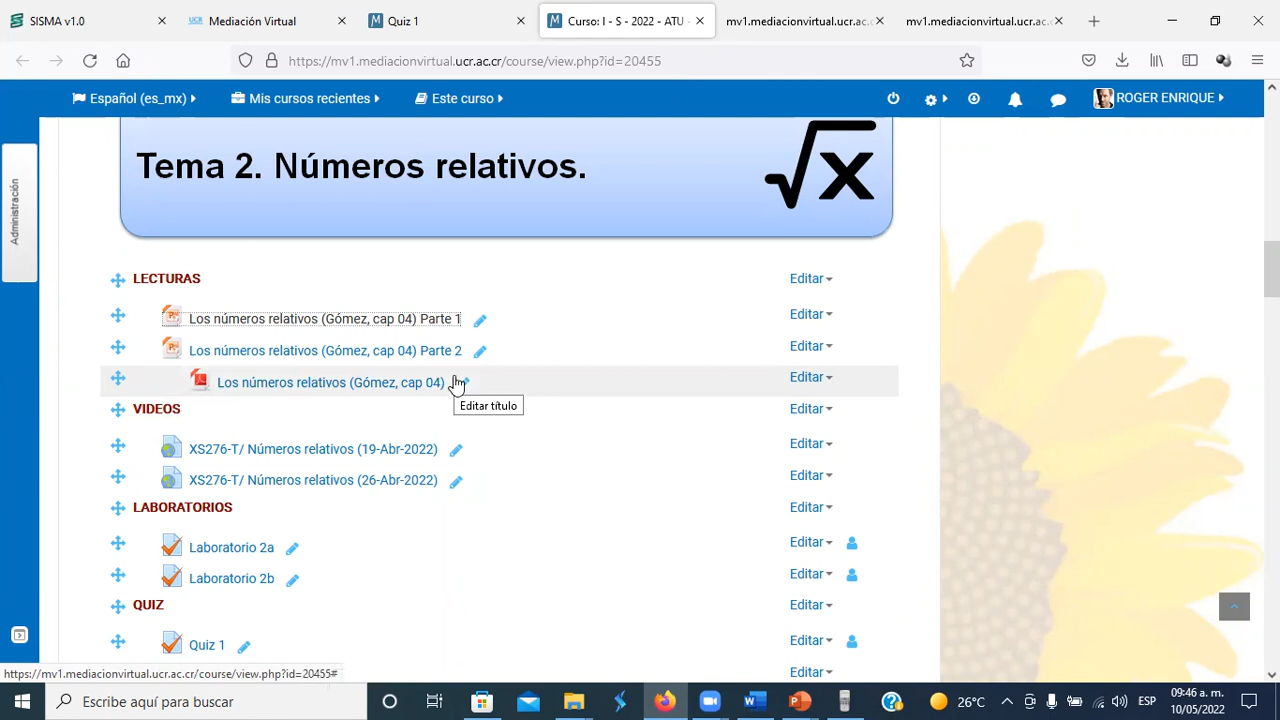 SISMA v1.0
Mediación Virtual
Quiz 1
Curso: I - S - 2022 - ATU -
mv1.mediacionvirtual.ucr.ac.c
mv1.mediacionvirtual.ucr.ac.c
https://mv1.mediacionvirtual.ucr.ac.cr/course/view.php?id=20455
Español (es_mx)
Mis cursos recientes
Este curso
ROGER ENRIQUE
Administración
Tema 2. Números relativos.
√x
LECTURAS
Editar
Los números relativos (Gómez, cap 04) Parte 1
Editar
Los números relativos (Gómez, cap 04) Parte 2
Editar
Los números relativos (Gómez, cap 04)
Editar
Editar título
VIDEOS
Editar
XS276-T/ Números relativos (19-Abr-2022)
Editar
XS276-T/ Números relativos (26-Abr-2022)
Editar
LABORATORIOS
Editar
Laboratorio 2a
Editar
Laboratorio 2b
Editar
QUIZ
Editar
Quiz 1
Editar
Editar
https://mv1.mediacionvirtual.ucr.ac.cr/course/view.php?id=20455#
Escribe aquí para buscar
26°C
ESP
09:46 a. m.
10/05/2022